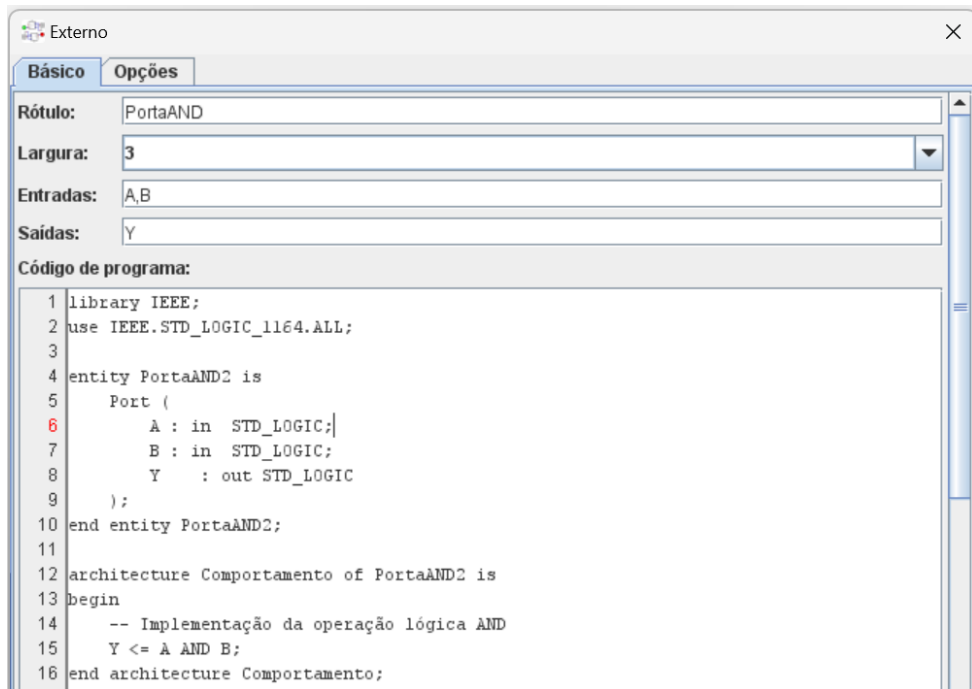 Externo
Básico Opções
Rótulo: PortaAND
Largura: 3
Entradas: A,B
Saídas: Y
Código de programa:
1 library IEEE;
2 use IEEE.STD_LOGIC_1164.ALL;
3
4 entity PortaAND2 is
5     Port (
6         A : in  STD_LOGIC;
7         B : in  STD_LOGIC;
8         Y    : out STD_LOGIC
9     );
10 end entity PortaAND2;
11
12 architecture Comportamento of PortaAND2 is
13 begin
14     -- Implementação da operação lógica AND
15     Y <= A AND B;
16 end architecture Comportamento;